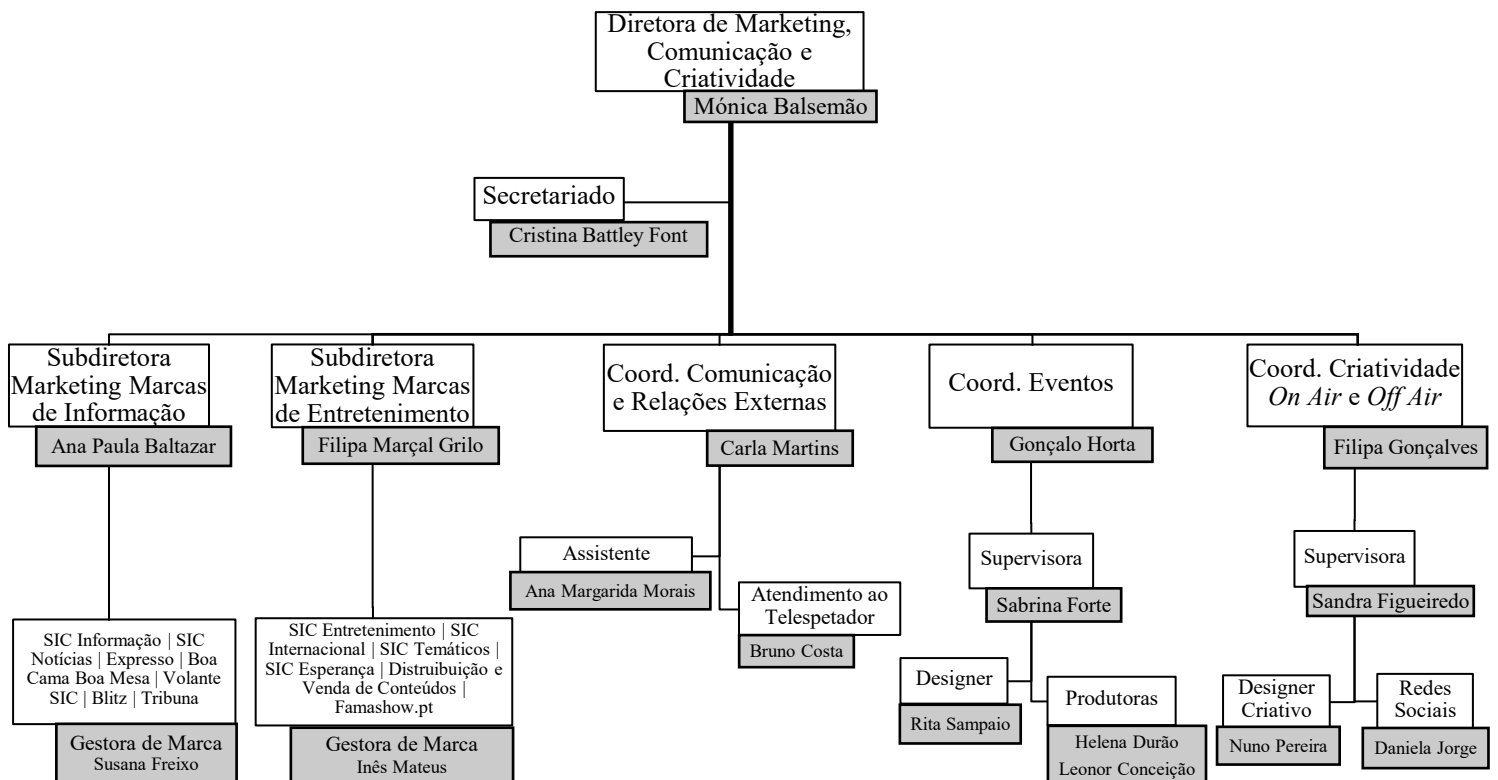 Diretora de Marketing,
Comunicação e
Criatividade
Mónica Balsemão
Secretariado
Cristina Battley Font
Subdiretora
Marketing Marcas
de Informação
Ana Paula Baltazar
Subdiretora
Marketing Marcas
de Entretenimento
Filipa Marçal Grilo
Coord. Comunicação
e Relações Externas
Carla Martins
Coord. Eventos
Gonçalo Horta
Coord. Criatividade
On Air e Off Air
Filipa Gonçalves
Assistente
Ana Margarida Morais
Atendimento ao
Telespetador
Bruno Costa
Supervisora
Sabrina Forte
Supervisora
Sandra Figueiredo
SIC Informação | SIC
Notícias | Expresso | Boa
Cama Boa Mesa | Volante
SIC | Blitz | Tribuna
Gestora de Marca
Susana Freixo
SIC Entretenimento | SIC
Internacional | SIC Temáticos |
SIC Esperança | Distruibuição e
Venda de Conteúdos |
Famashow.pt
Gestora de Marca
Inês Mateus
Designer
Rita Sampaio
Produtoras
Helena Durão
Leonor Conceição
Designer
Criativo
Nuno Pereira
Redes
Sociais
Daniela Jorge